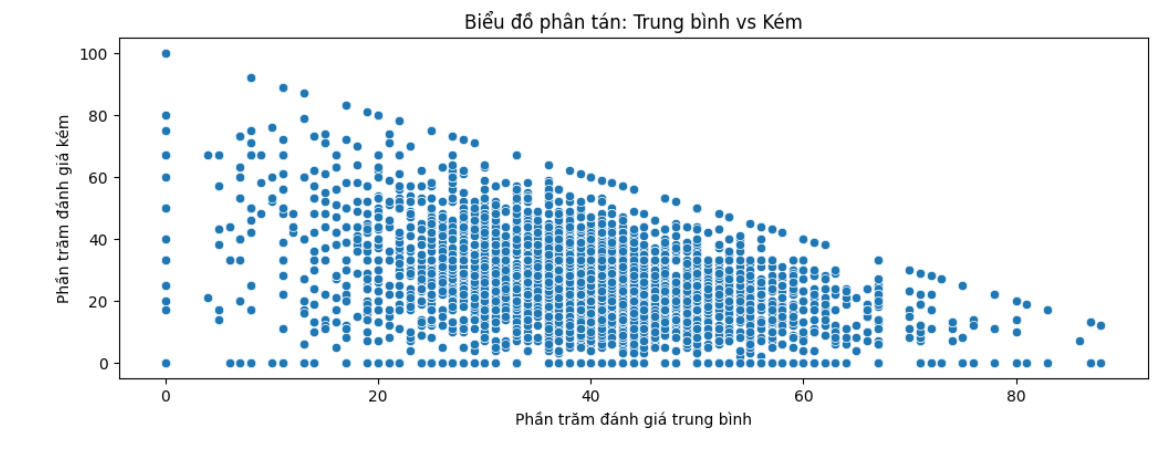 Biểu đồ phân tán: Trung bình vs Kém
100
80
60
40
20
0
Phần trăm đánh giá kém
0 20 40 60 80
Phần trăm đánh giá trung bình